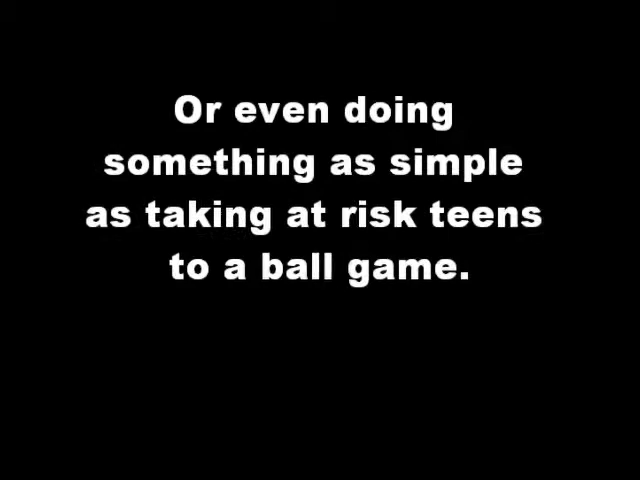 Or even doing
something as simple
as taking at risk teens
to a ball game.